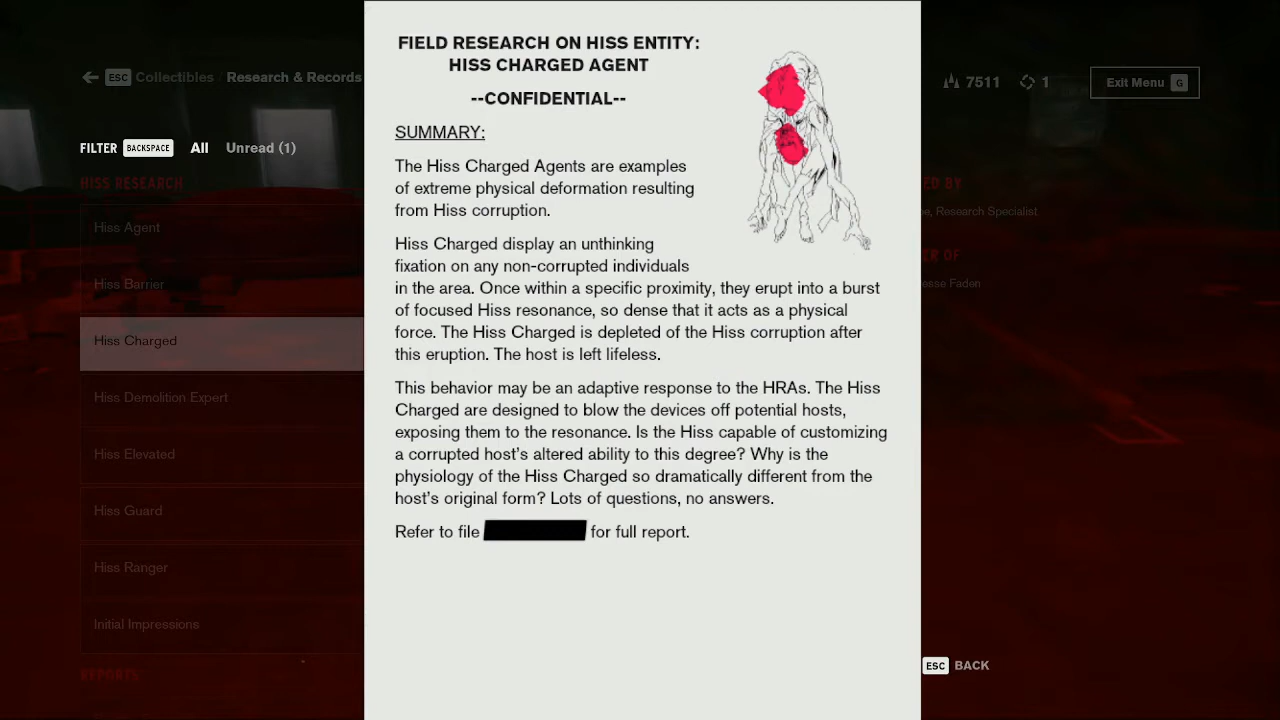 FIELD RESEARCH ON HISS ENTITY:
HISS CHARGED AGENT
--CONFIDENTIAL--
SUMMARY:
The Hiss Charged Agents are examples
of extreme physical deformation resulting
from Hiss corruption.
Hiss Charged display an unthinking
fixation on any non-corrupted individuals
in the area. Once within a specific proximity, they erupt into a burst
of focused Hiss resonance, so dense that it acts as a physical
force. The Hiss Charged is depleted of the Hiss corruption after
this eruption. The host is left lifeless.
This behavior may be an adaptive response to the HRAs. The Hiss
Charged are designed to blow the devices off potential hosts,
exposing them to the resonance. Is the Hiss capable of customizing
a corrupted host's altered ability to this degree? Why is the
physiology of the Hiss Charged so dramatically different from the
host's original form? Lots of questions, no answers.
Refer to file for full report.
ESC Collectibles / Research & Records
7511 1
Exit Menu G
FILTER BACKSPACE All Unread (1)
HISS RESEARCH
Hiss Agent
Hiss Barrier
Hiss Charged
Hiss Demolition Expert
Hiss Elevated
Hiss Guard
Hiss Ranger
Initial Impressions
REPORTS
ED BY
Research Specialist
OF
esse Faden
ESC BACK